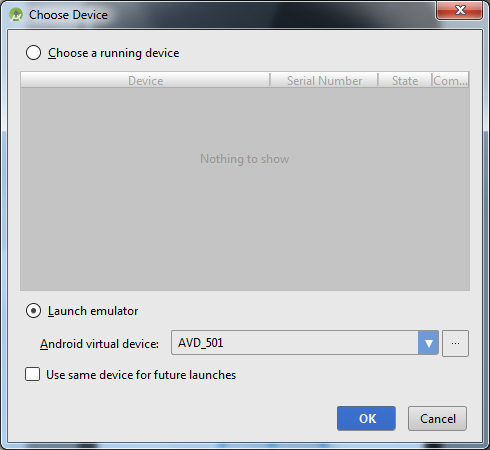 Choose Device
Choose a running device
Device Serial Number State Com...
Nothing to show
Launch emulator
Android virtual device: AVD_501 ...
Use same device for future launches
OK Cancel